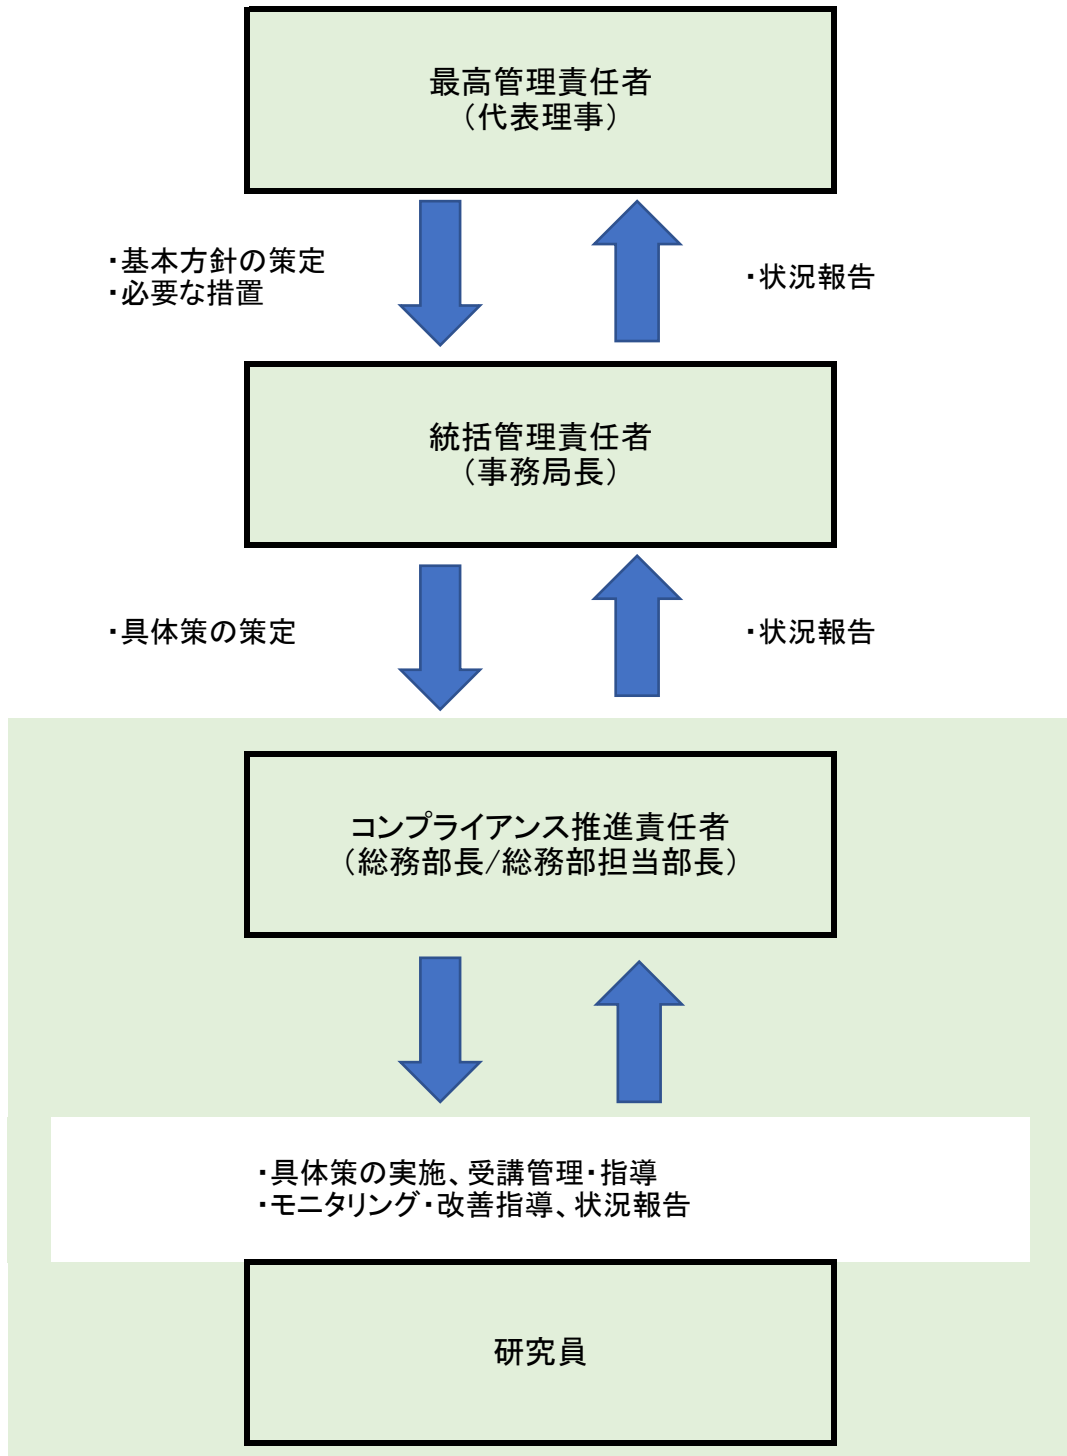 最高管理責任者
（代表理事）
・基本方針の策定
・必要な措置
・状況報告
統括管理責任者
（事務局長）
・具体策の策定
・状況報告
コンプライアンス推進責任者
（総務部長/総務部担当部長）
・具体策の実施、受講管理・指導
・モニタリング・改善指導、状況報告
研究員